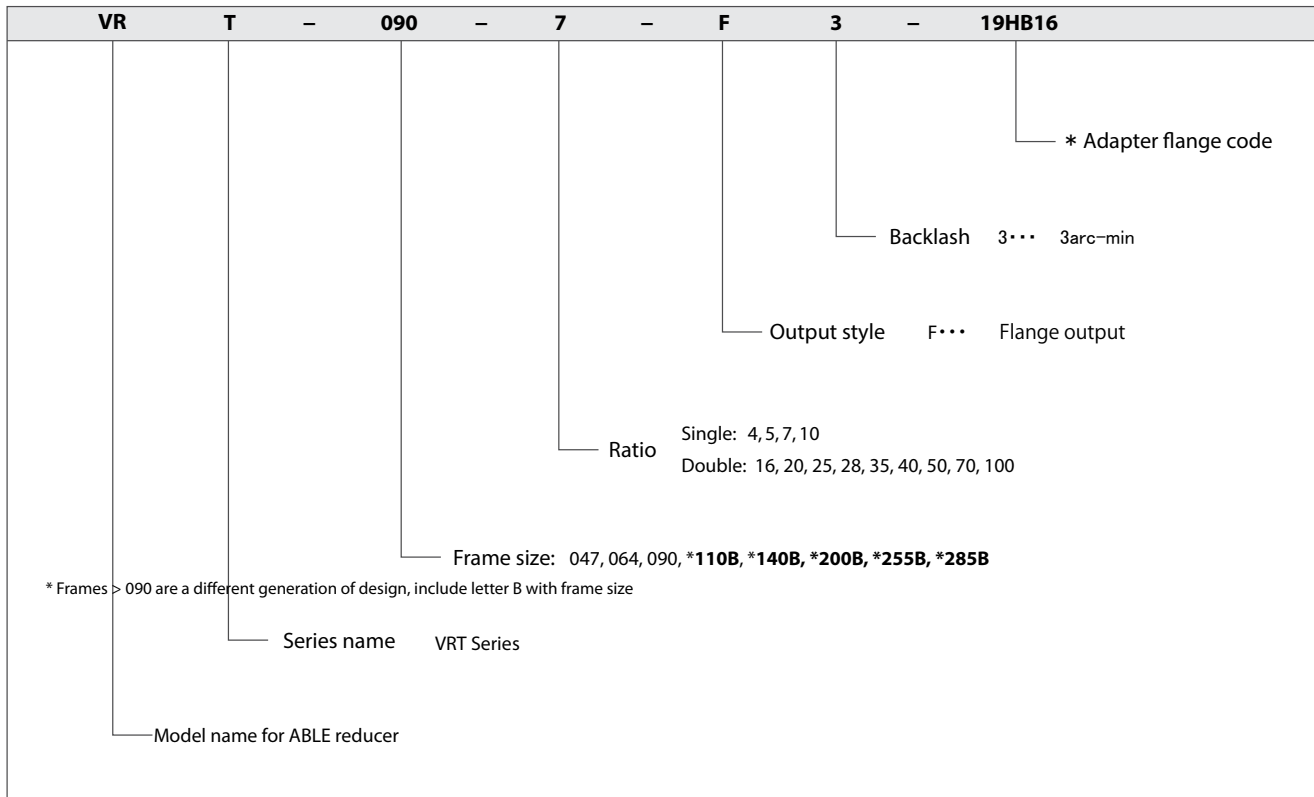 VR T – 090 – 7 – F 3 – 19HB16
* Adapter flange code
Backlash 3··· 3arc-min
Output style F··· Flange output
Ratio Single: 4, 5, 7, 10
Double: 16, 20, 25, 28, 35, 40, 50, 70, 100
Frame size: 047, 064, 090, *110B, *140B, *200B, *255B, *285B
* Frames > 090 are a different generation of design, include letter B with frame size
Series name VRT Series
Model name for ABLE reducer